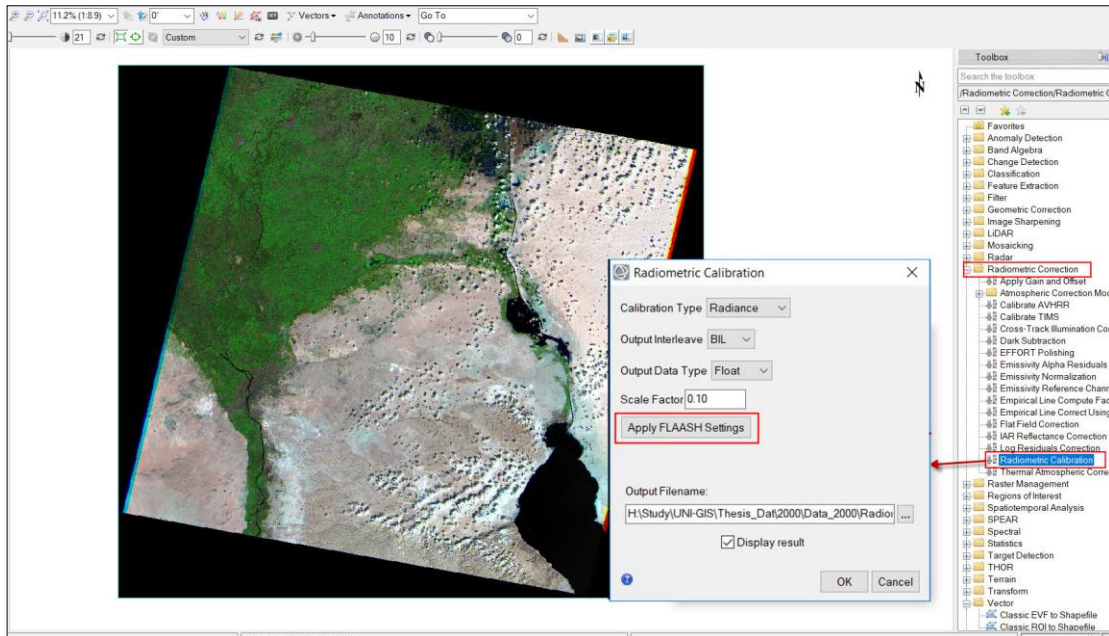 11.2% (1:8.9)
0°
Vectors
Annotations
Go To
21
Custom
10
0
Toolbox
Search the toolbox
/Radiometric Correction/Radiometric C
N
Favorites
Anomaly Detection
Band Algebra
Change Detection
Classification
Feature Extraction
Filter
Geometric Correction
Image Sharpening
LiDAR
Mosaicking
Radar
Radiometric Correction
Apply Gain and Offset
Atmospheric Correction Mod
Calibrate AVHRR
Calibrate TIMS
Cross-Track Illumination Co
Dark Subtraction
EFFORT Polishing
Emissivity Alpha Residuals
Emissivity Normalization
Emissivity Reference Chann
Empirical Line Compute Fac
Empirical Line Correct Using
Flat Field Correction
IAR Reflectance Correction
Log Residuals Correction
Radiometric Calibration
Thermal Atmospheric Corre
Raster Management
Regions of Interest
Spatiotemporal Analysis
SPEAR
Spectral
Statistics
Target Detection
THOR
Terrain
Transform
Vector
Classic EVF to Shapefile
Classic ROI to Shapefile
Radiometric Calibration
Calibration Type Radiance
Output Interleave BIL
Output Data Type Float
Scale Factor 0.10
Apply FLAASH Settings
Output Filename:
H:\Study\UNI-GIS\Thesis_Dat\2000\Data_2000\Radior
...
Display result
OK
Cancel